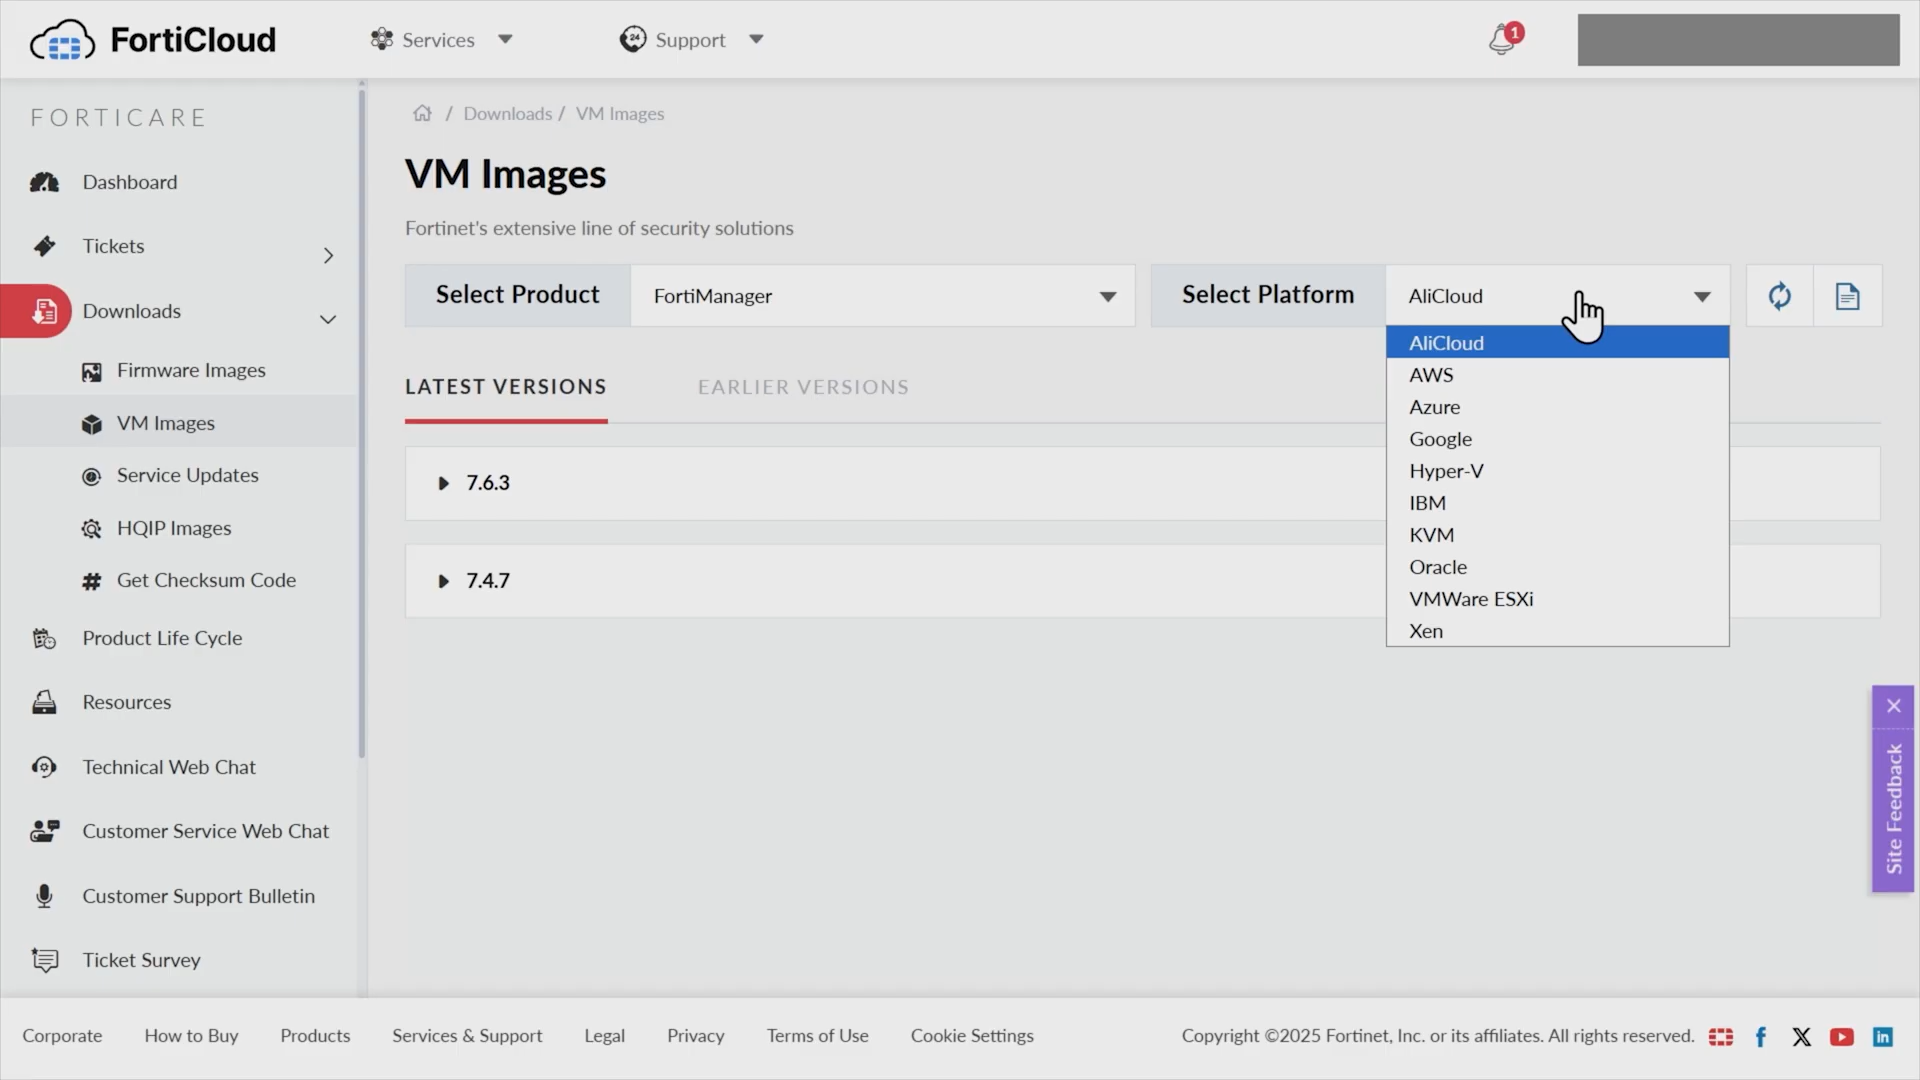 FortiCloud
Services
24
Support
1
FORTICARE
Dashboard
Tickets
Downloads
Firmware Images
VM Images
Service Updates
HQIP Images
Get Checksum Code
Product Life Cycle
Resources
Technical Web Chat
Customer Service Web Chat
Customer Support Bulletin
Ticket Survey
/ Downloads / VM Images
VM Images
Fortinet's extensive line of security solutions
Select Product
FortiManager
Select Platform
AliCloud
AliCloud
AWS
Azure
Google
Hyper-V
IBM
KVM
Oracle
VMWare ESXi
Xen
LATEST VERSIONS
EARLIER VERSIONS
7.6.3
7.4.7
Site Feedback
Corporate
How to Buy
Products
Services & Support
Legal
Privacy
Terms of Use
Cookie Settings
Copyright ©2025 Fortinet, Inc. or its affiliates. All rights reserved.